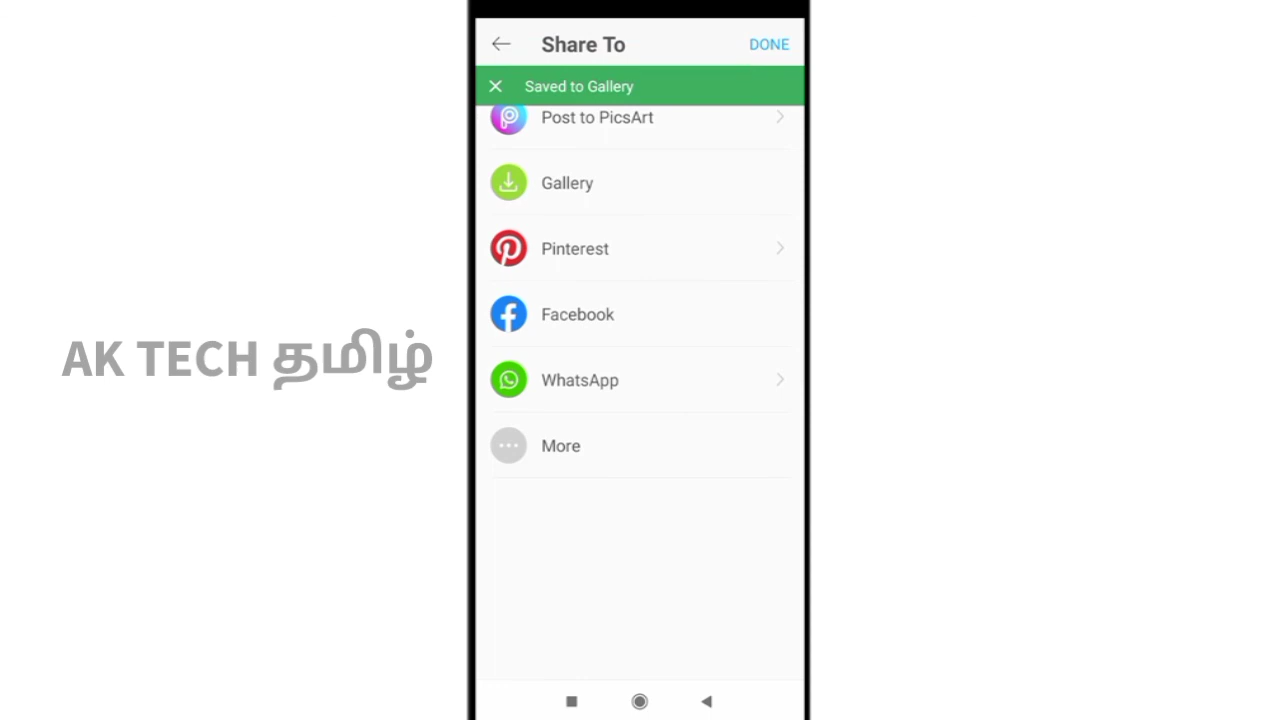 Share To
DONE
Saved to Gallery
Post to PicsArt
Gallery
Pinterest
Facebook
WhatsApp
More
AK TECH தமிழ்